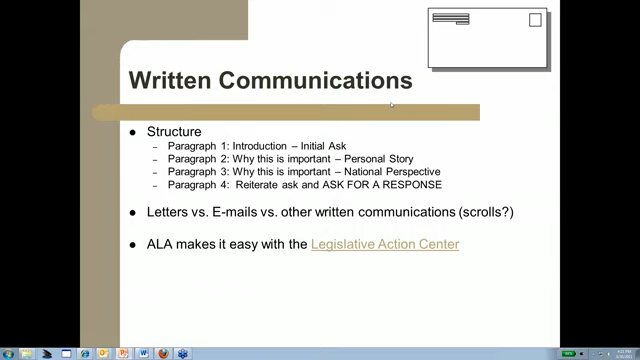 Written Communications
● Structure
– Paragraph 1: Introduction – Initial Ask
– Paragraph 2: Why this is important – Personal Story
– Paragraph 3: Why this is important – National Perspective
– Paragraph 4: Reiterate ask and ASK FOR A RESPONSE
● Letters vs. E-mails vs. other written communications (scrolls?)
● ALA makes it easy with the Legislative Action Center